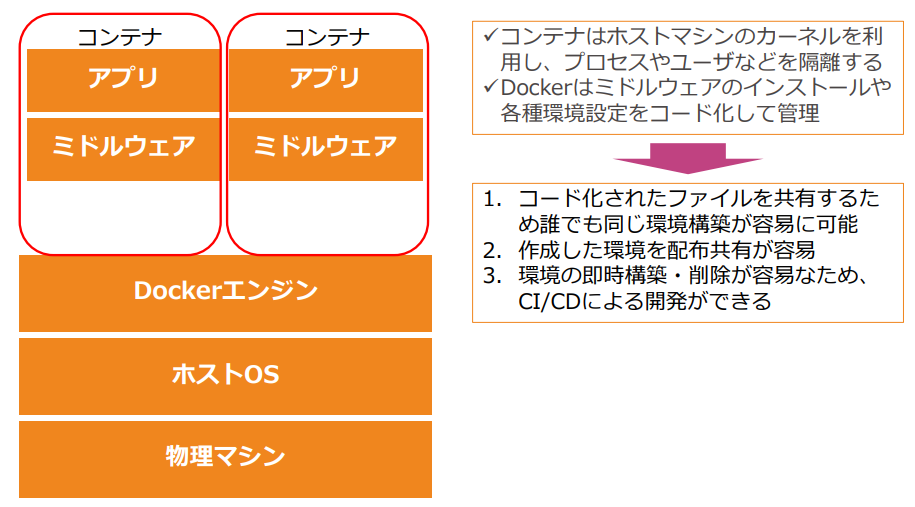 コンテナ
コンテナ
アプリ
アプリ
ミドルウェア
ミドルウェア
Dockerエンジン
ホストOS
物理マシン
✓コンテナはホストマシンのカーネルを利
用し、プロセスやユーザなどを隔離する
✓Dockerはミドルウェアのインストールや
各種環境設定をコード化して管理
1. コード化されたファイルを共有するた
め誰でも同じ環境構築が容易に可能
2. 作成した環境を配布共有が容易
3. 環境の即時構築・削除が容易なため、
CI/CDによる開発ができる